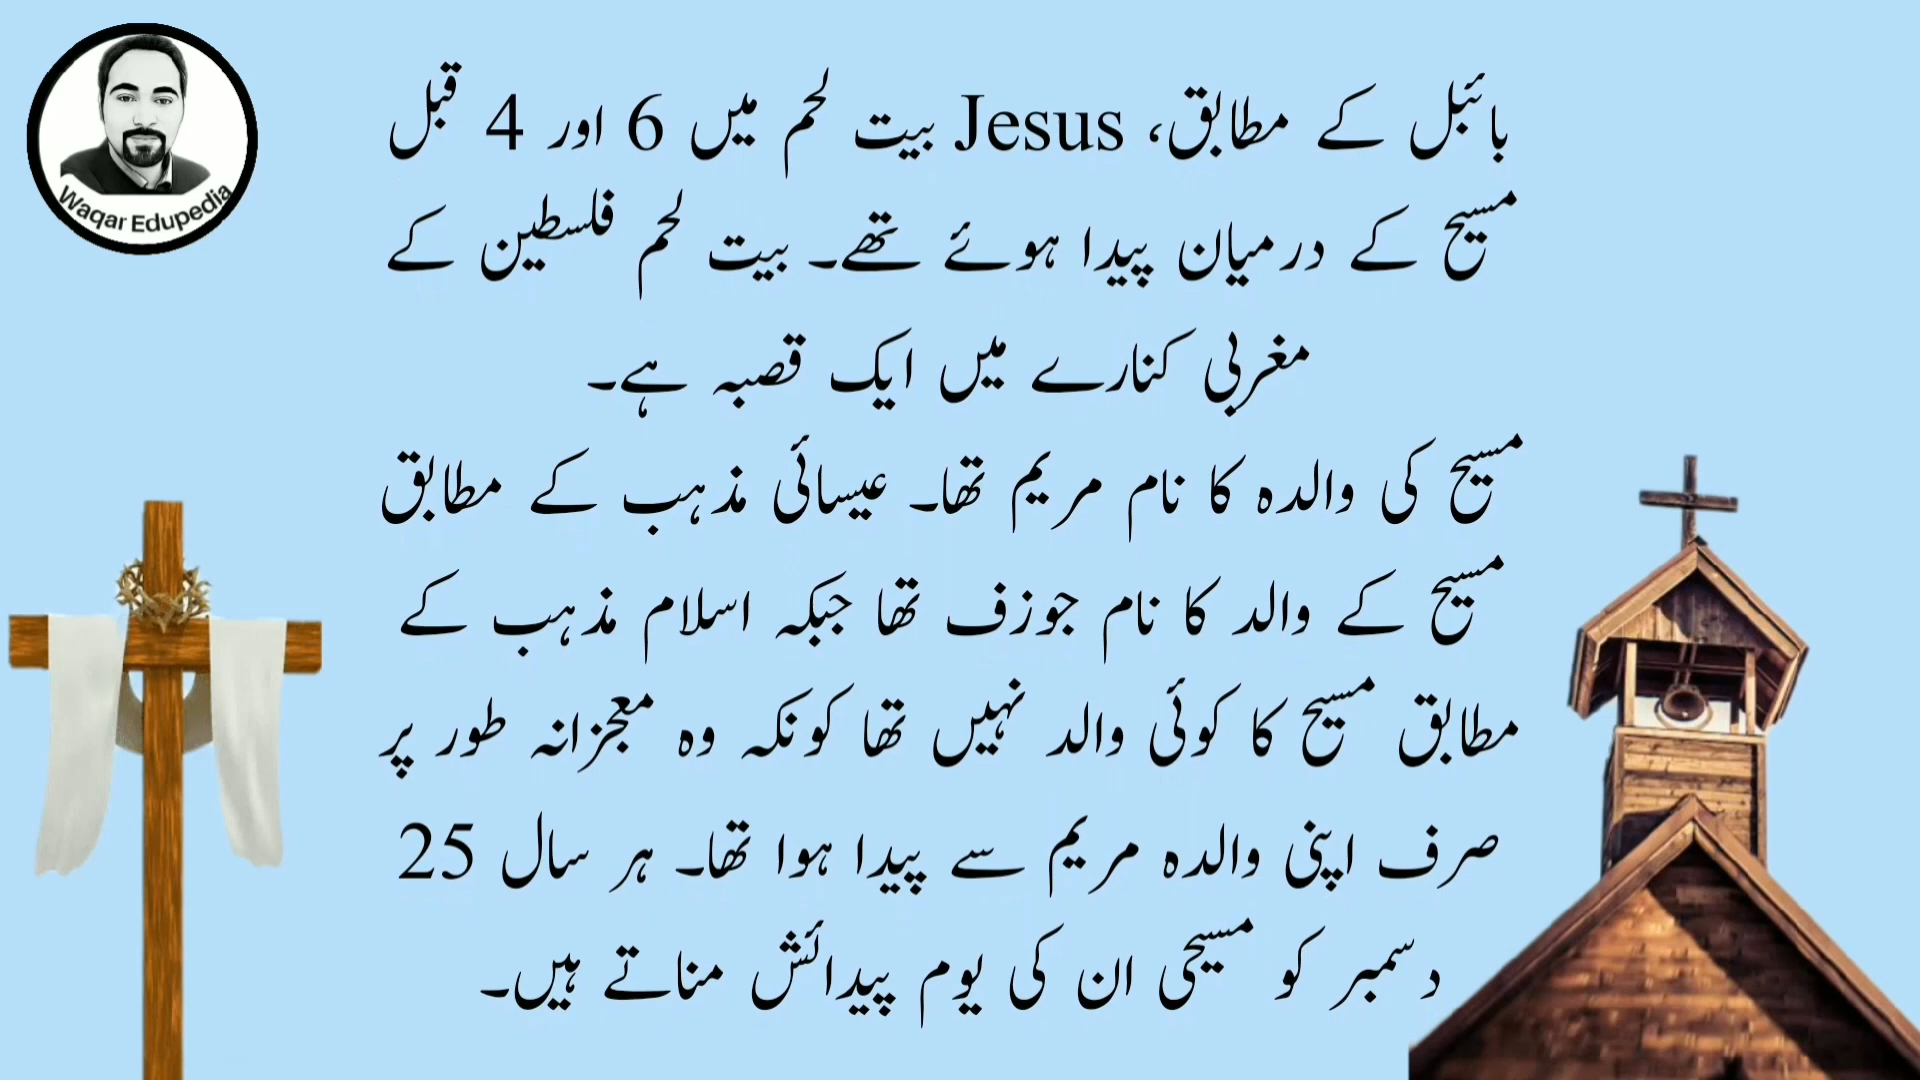 Waqar Edupedia
بائبل کے مطابق، Jesus بیت لحم میں 6 اور 4 قبل
مسیح کے درمیان پیدا ہوئے تھے۔ بیت لحم فلسطین کے
مغربی کنارے میں ایک قصبہ ہے۔
مسیح کی والدہ کا نام مریم تھا۔ عیسائی مذہب کے مطابق
مسیح کے والد کا نام جوزف تھا جبکہ اسلام مذہب کے
مطابق مسیح کا کوئی والد نہیں تھا کونکہ وہ معجزانہ طور پر
صرف اپنی والدہ مریم سے پیدا ہوا تھا۔ ہر سال 25
دسمبر کو مسیحی ان کی یوم پیدائش مناتے ہیں۔